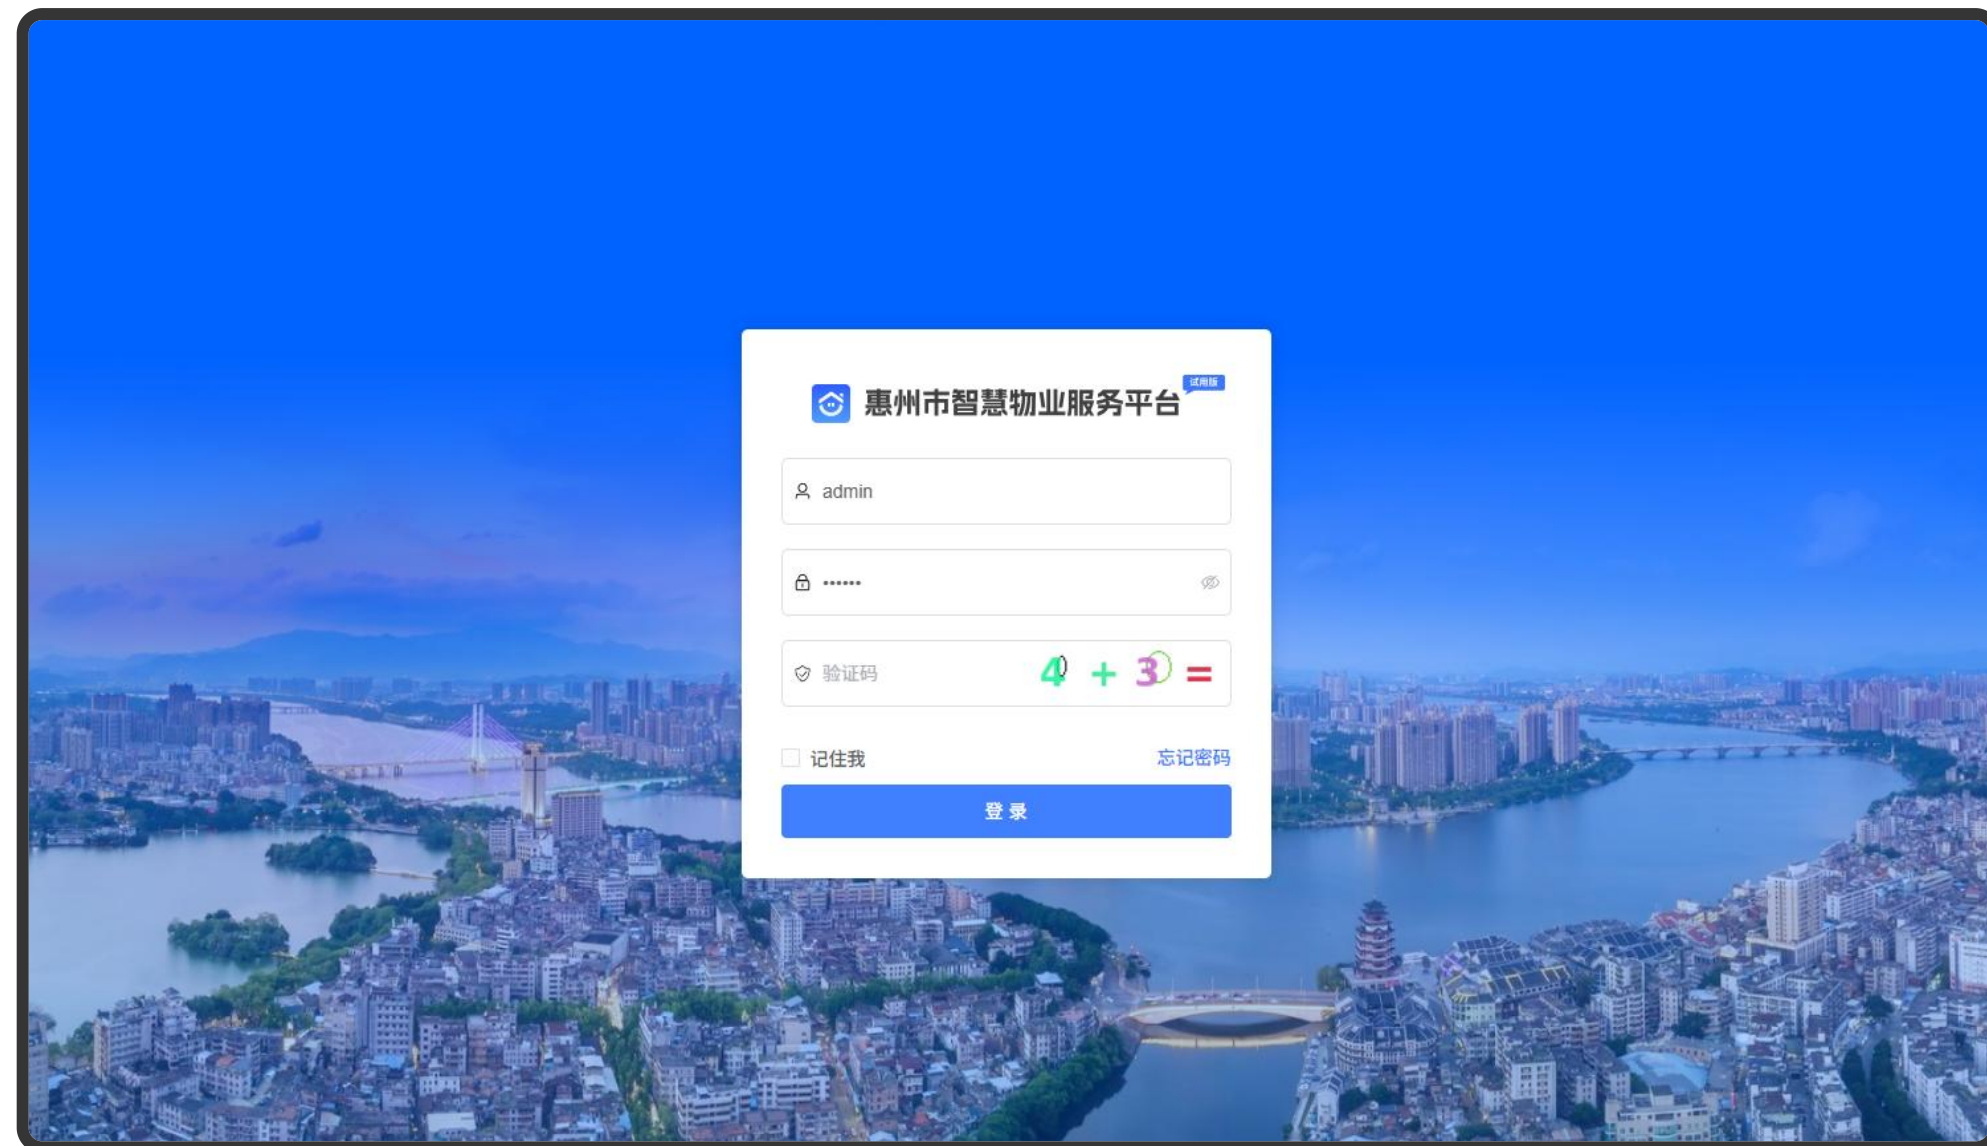 惠州市智慧物业服务平台
试用版
admin
••••••
验证码
4 + 3 =
记住我
忘记密码
登录